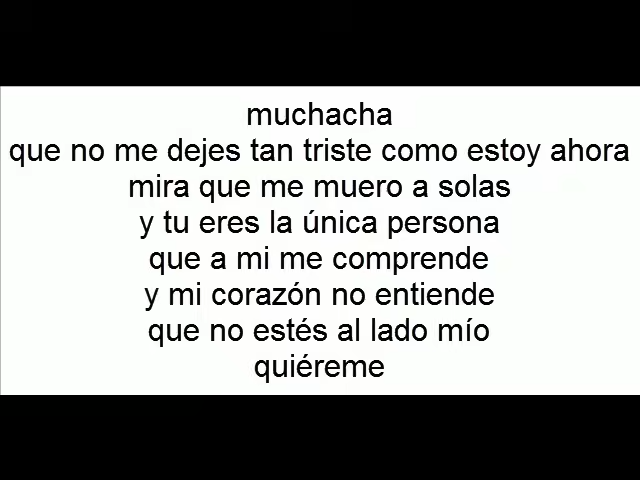 muchacha
que no me dejes tan triste como estoy ahora
mira que me muero a solas
y tu eres la única persona
que a mi me comprende
y mi corazón no entiende
que no estés al lado mío
quiéreme